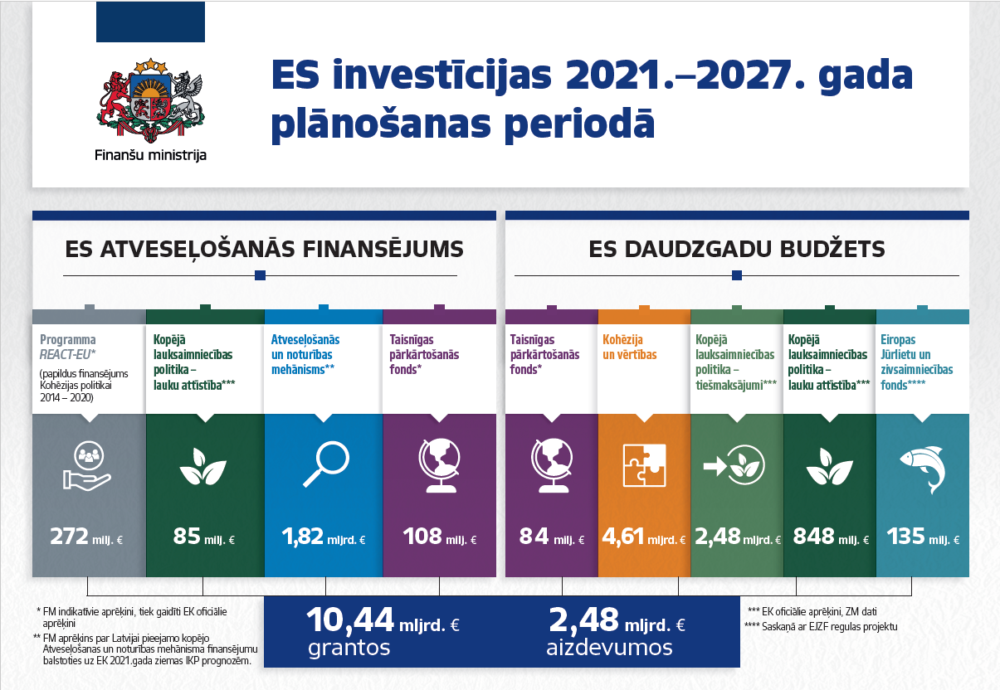 Finanšu ministrija
ES investīcijas 2021.–2027. gada
plānošanas periodā
ES ATVESEĻOŠANĀS FINANSĒJUMS
Programma
REACT-EU*
(papildus finansējums
Kohēzijas politikai
2014 – 2020)
272 milj. €
Kopējā
lauksaimniecības
politika –
lauku attīstība***
85 milj. €
Atveseļošanās
un noturības
mehānisms**
1,82 mljrd. €
Taisnīgas
pārkārtošanās
fonds*
108 milj. €
ES DAUDZGADU BUDŽETS
Taisnīgas
pārkārtošanās
fonds*
84 milj. €
Kohēzija
un vērtības
4,61 mljrd. €
Kopējā
lauksaimniecības
politika –
tiešmaksājumi***
2,48 mljrd. €
Kopējā
lauksaimniecības
politika –
lauku attīstība***
848 milj. €
Eiropas
Jūrlietu un
zivsaimniecības
fonds****
135 milj. €
* FM indikatīvie aprēķini, tiek gaidīti EK oficiālie
aprēķini
** FM aprēķins par Latvijai pieejamo kopējo
Atveseļošanas un noturības mehānisma finansējumu
balstoties uz EK 2021.gada ziemas IKP prognozēm.
10,44 mljrd. €
grantos
2,48 mljrd. €
aizdevumos
*** EK oficiālie aprēķini, ZM dati
**** Saskaņā ar EJZF regulas projektu